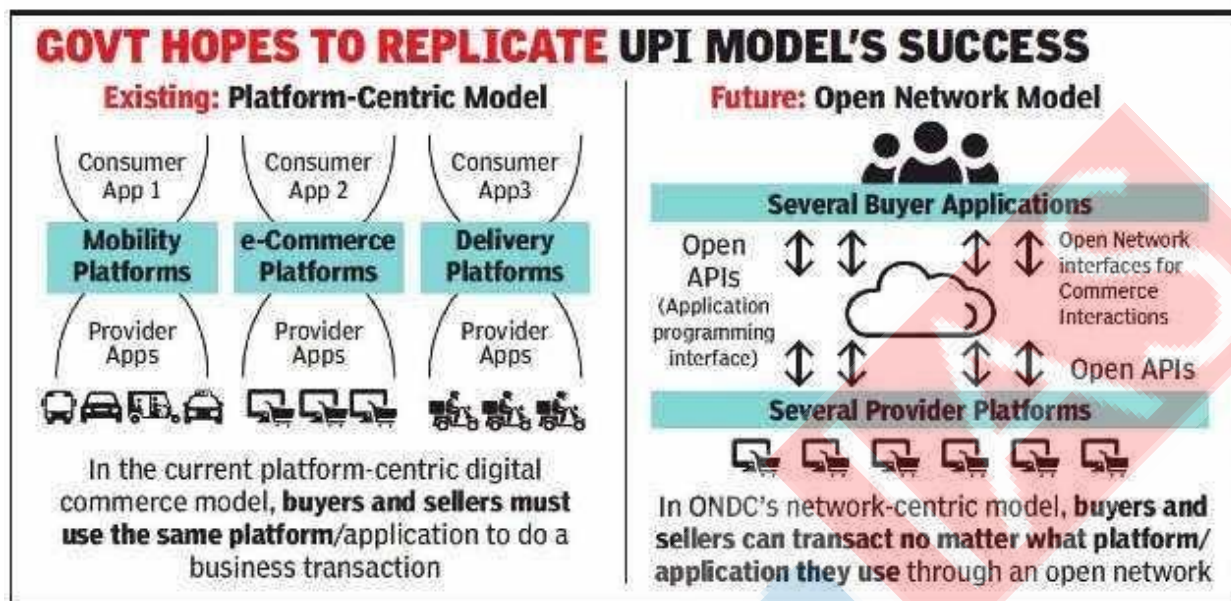 GOVT HOPES TO REPLICATE UPI MODEL'S SUCCESS
Existing: Platform-Centric Model
Consumer
App 1
Consumer
App 2
Consumer
App3
Mobility
Platforms
e-Commerce
Platforms
Delivery
Platforms
Provider
Apps
Provider
Apps
Provider
Apps
In the current platform-centric digital
commerce model, buyers and sellers must
use the same platform/application to do a
business transaction
Future: Open Network Model
Several Buyer Applications
Open
APIs
(Application
programming
interface)
Open Network
interfaces for
Commerce
Interactions
Open APIs
Several Provider Platforms
In ONDC's network-centric model, buyers and
sellers can transact no matter what platform/
application they use through an open network